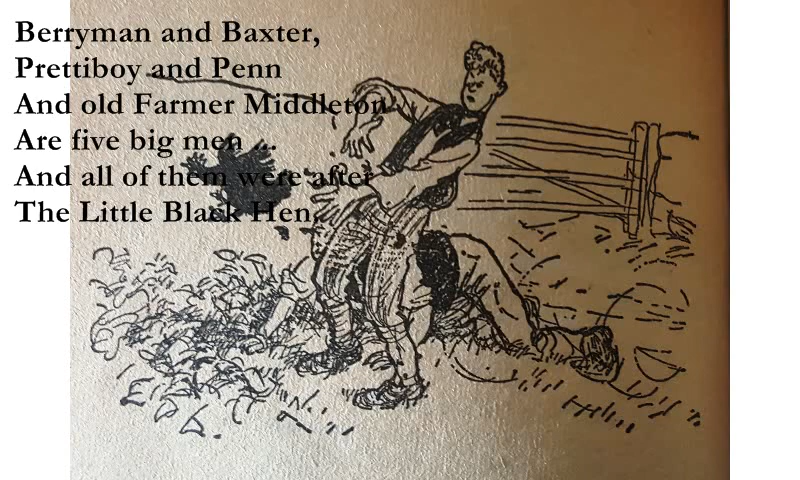 Berryman and Baxter,
Prettiboy and Penn
And old Farmer Middleton
Are five big men ...
And all of them were after
The Little Black Hen.